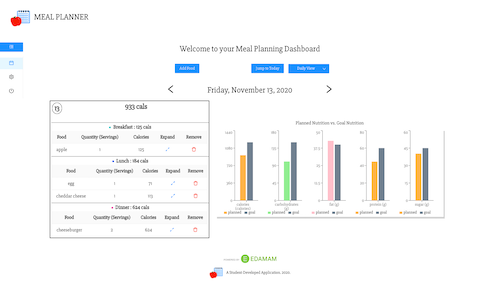 MEAL PLANNER
Welcome to your Meal Planning Dashboard
Add Food
Jump to Today
Daily View
Friday, November 13, 2020
13
933 cals
Breakfast : 125 cals
Food Quantity (Servings) Calories Expand Remove
apple 1 125
Lunch : 184 cals
Food Quantity (Servings) Calories Expand Remove
egg 1 71
cheddar cheese 1 113
Dinner : 624 cals
Food Quantity (Servings) Calories Expand Remove
cheeseburger 2 624
Planned Nutrition vs. Goal Nutrition
calories (calories)
carbohydrates (g)
fat (g)
protein (g)
sugar (g)
planned goal planned goal planned goal planned goal planned goal
EDAMAM
A Student Developed Application, 2020